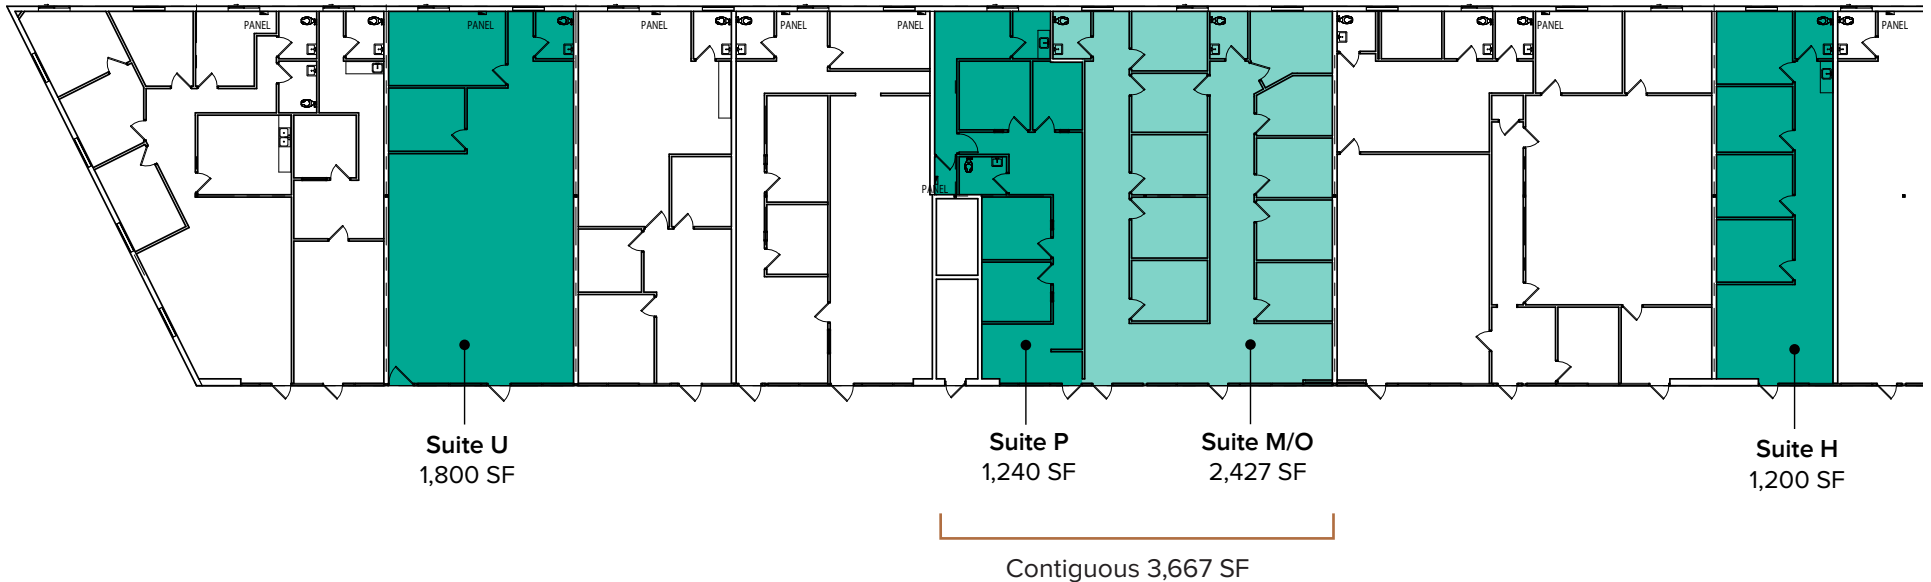 PANEL
PANEL
PANEL
PANEL
PANEL
PANEL
PANEL
PANEL
Suite U
1,800 SF
Suite P
1,240 SF
Suite M/O
2,427 SF
Suite H
1,200 SF
Contiguous 3,667 SF